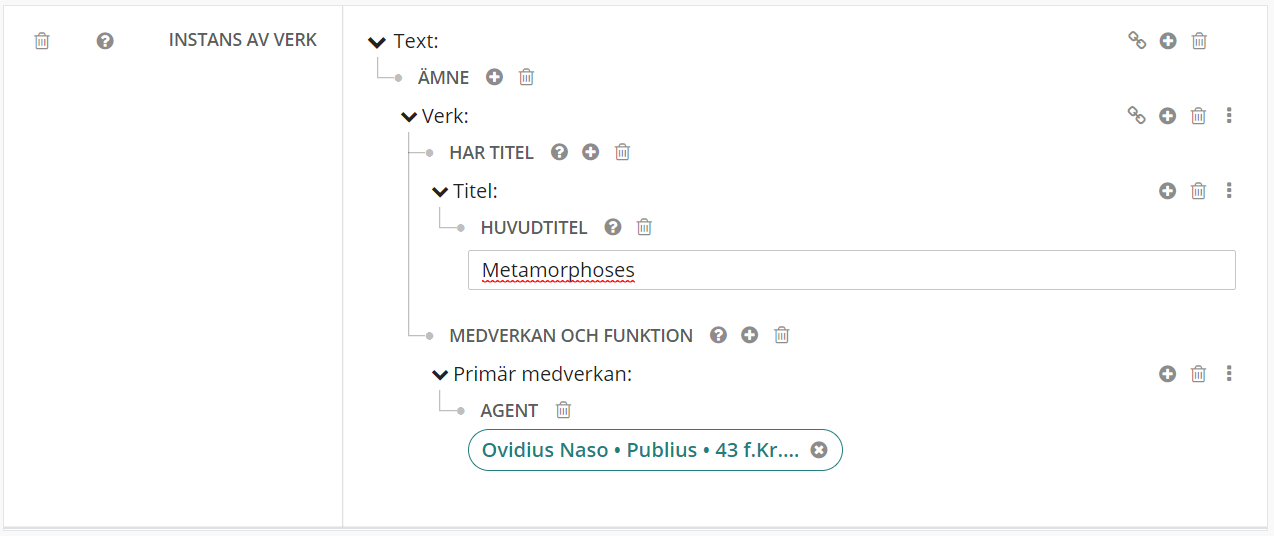 INSTANS AV VERK
Text:
ÄMNE
Verk:
HAR TITEL
Titel:
HUVUDTITEL
Metamorphoses
MEDVERKAN OCH FUNKTION
Primär medverkan:
AGENT
Ovidius Naso • Publius • 43 f.Kr....